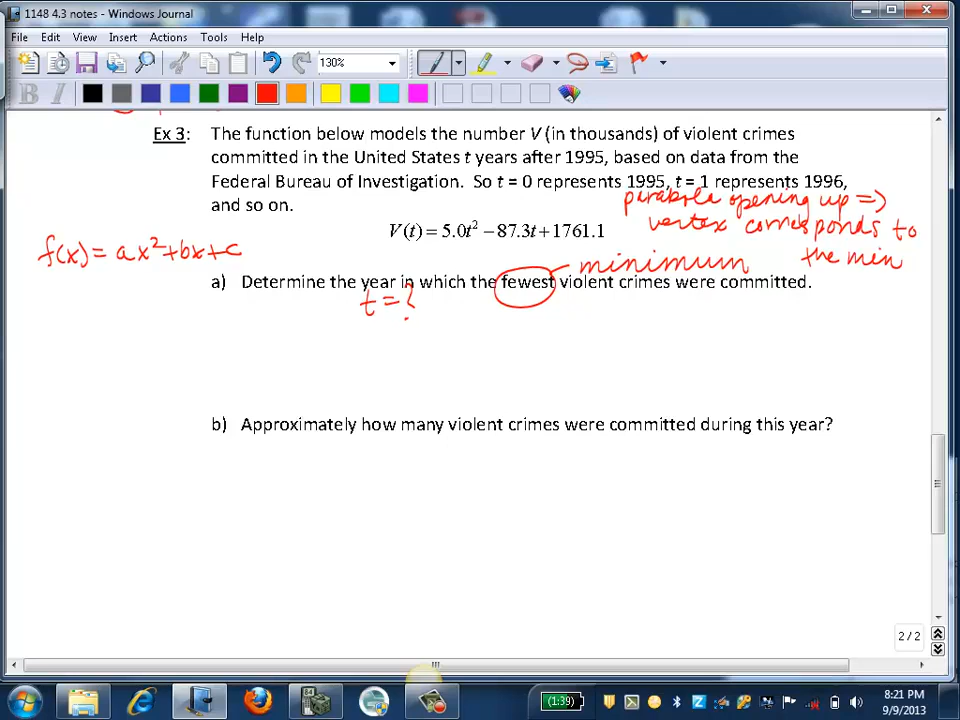 1148 4.3 notes - Windows Journal
File Edit View Insert Actions Tools Help
130%
B I
Ex 3: The function below models the number V (in thousands) of violent crimes
committed in the United States t years after 1995, based on data from the
Federal Bureau of Investigation. So t = 0 represents 1995, t = 1 represents 1996,
and so on.
parabola opening up =>
vertex corresponds to
the min
V(t) = 5.0t² − 87.3t + 1761.1
f(x) = ax² + bx + c
minimum
a) Determine the year in which the fewest violent crimes were committed.
t = ?
b) Approximately how many violent crimes were committed during this year?
2 / 2
(1:39)
8:21 PM
9/9/2013